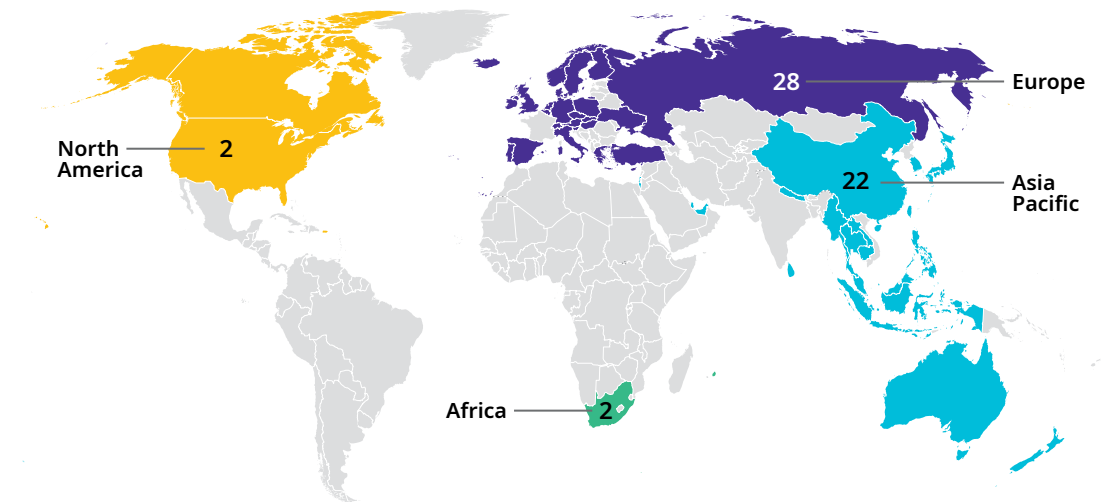 28
Europe
North
America
2
22
Asia
Pacific
Africa
2